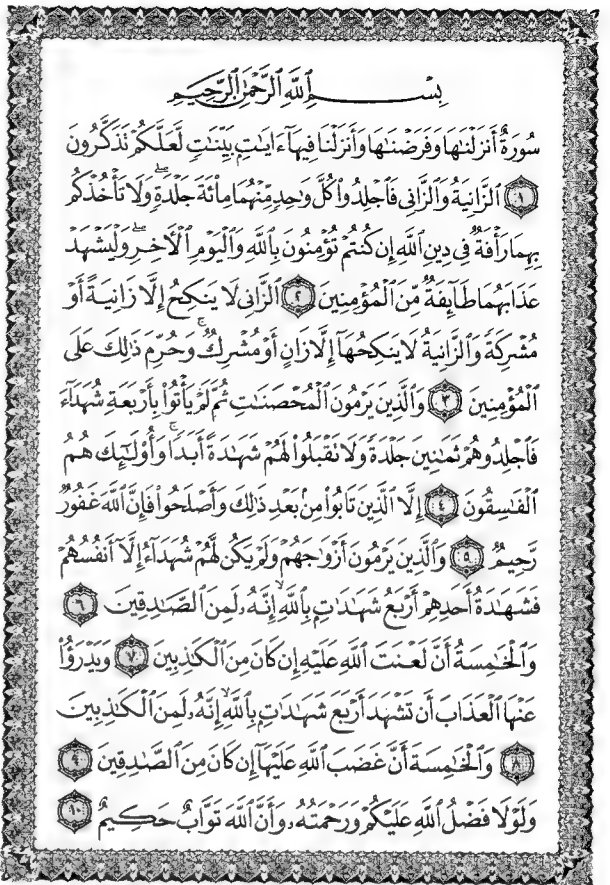 بِسْمِ ٱللَّهِ ٱلرَّحْمَٰنِ ٱلرَّحِيمِ
سُورَةٌ أَنزَلْنَٰهَا وَفَرَضْنَٰهَا وَأَنزَلْنَا فِيهَآ ءَايَٰتٍۭ بَيِّنَٰتٍ لَّعَلَّكُمْ تَذَكَّرُونَ
١ ٱلزَّانِيَةُ وَٱلزَّانِى فَٱجْلِدُوا۟ كُلَّ وَٰحِدٍ مِّنْهُمَا مِا۟ئَةَ جَلْدَةٍ ۖ وَلَا تَأْخُذْكُم
بِهِمَا رَأْفَةٌ فِى دِينِ ٱللَّهِ إِن كُنتُمْ تُؤْمِنُونَ بِٱللَّهِ وَٱلْيَوْمِ ٱلْءَاخِرِ ۖ وَلْيَشْهَدْ
عَذَابَهُمَا طَآئِفَةٌ مِّنَ ٱلْمُؤْمِنِينَ ٢ ٱلزَّانِى لَا يَنكِحُ إِلَّا زَانِيَةً أَوْ
مُشْرِكَةً وَٱلزَّانِيَةُ لَا يَنكِحُهَآ إِلَّا زَانٍ أَوْ مُشْرِكٌ ۚ وَحُرِّمَ ذَٰلِكَ عَلَى
ٱلْمُؤْمِنِينَ ٣ وَٱلَّذِينَ يَرْمُونَ ٱلْمُحْصَنَٰتِ ثُمَّ لَمْ يَأْتُوا۟ بِأَرْبَعَةِ شُهَدَآءَ
فَٱجْلِدُوهُمْ ثَمَٰنِينَ جَلْدَةً وَلَا تَقْبَلُوا۟ لَهُمْ شَهَٰدَةً أَبَدًا ۚ وَأُو۟لَٰٓئِكَ هُمُ
ٱلْفَٰسِقُونَ ٤ إِلَّا ٱلَّذِينَ تَابُوا۟ مِنۢ بَعْدِ ذَٰلِكَ وَأَصْلَحُوا۟ فَإِنَّ ٱللَّهَ غَفُورٌ
رَّحِيمٌ ٥ وَٱلَّذِينَ يَرْمُونَ أَزْوَٰجَهُمْ وَلَمْ يَكُن لَّهُمْ شُهَدَآءُ إِلَّآ أَنفُسُهُمْ
فَشَهَٰدَةُ أَحَدِهِمْ أَرْبَعُ شَهَٰدَٰتٍۭ بِٱللَّهِ ۙ إِنَّهُۥ لَمِنَ ٱلصَّٰدِقِينَ ٦
وَٱلْخَٰمِسَةُ أَنَّ لَعْنَتَ ٱللَّهِ عَلَيْهِ إِن كَانَ مِنَ ٱلْكَٰذِبِينَ ٧ وَيَدْرَؤُا۟
عَنْهَا ٱلْعَذَابَ أَن تَشْهَدَ أَرْبَعَ شَهَٰدَٰتٍۭ بِٱللَّهِ ۙ إِنَّهُۥ لَمِنَ ٱلْكَٰذِبِينَ
٨ وَٱلْخَٰمِسَةَ أَنَّ غَضَبَ ٱللَّهِ عَلَيْهَآ إِن كَانَ مِنَ ٱلصَّٰدِقِينَ ٩
وَلَوْلَا فَضْلُ ٱللَّهِ عَلَيْكُمْ وَرَحْمَتُهُۥ وَأَنَّ ٱللَّهَ تَوَّابٌ حَكِيمٌ ١٠